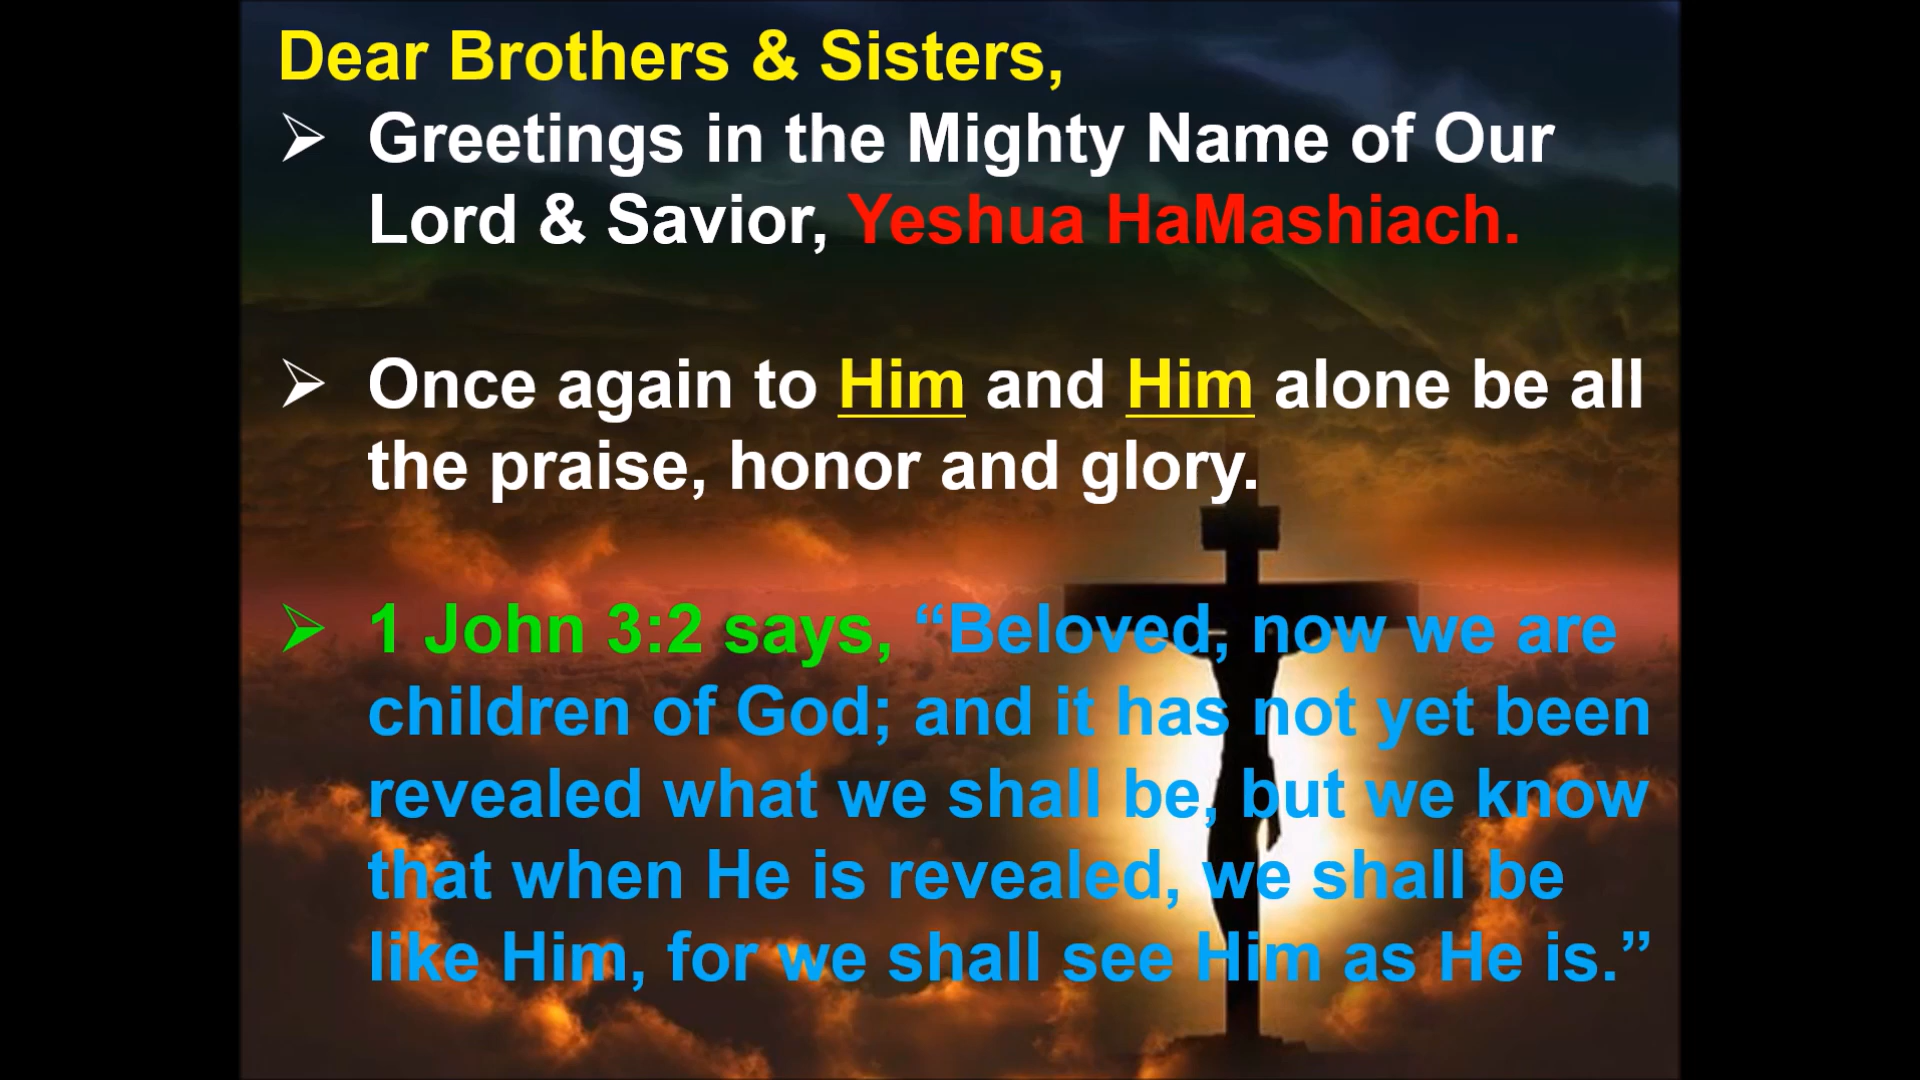 Dear Brothers & Sisters,
➢ Greetings in the Mighty Name of Our
Lord & Savior, Yeshua HaMashiach.
➢ Once again to Him and Him alone be all
the praise, honor and glory.
➢ 1 John 3:2 says, “Beloved, now we are
children of God; and it has not yet been
revealed what we shall be, but we know
that when He is revealed, we shall be
like Him, for we shall see Him as He is.”